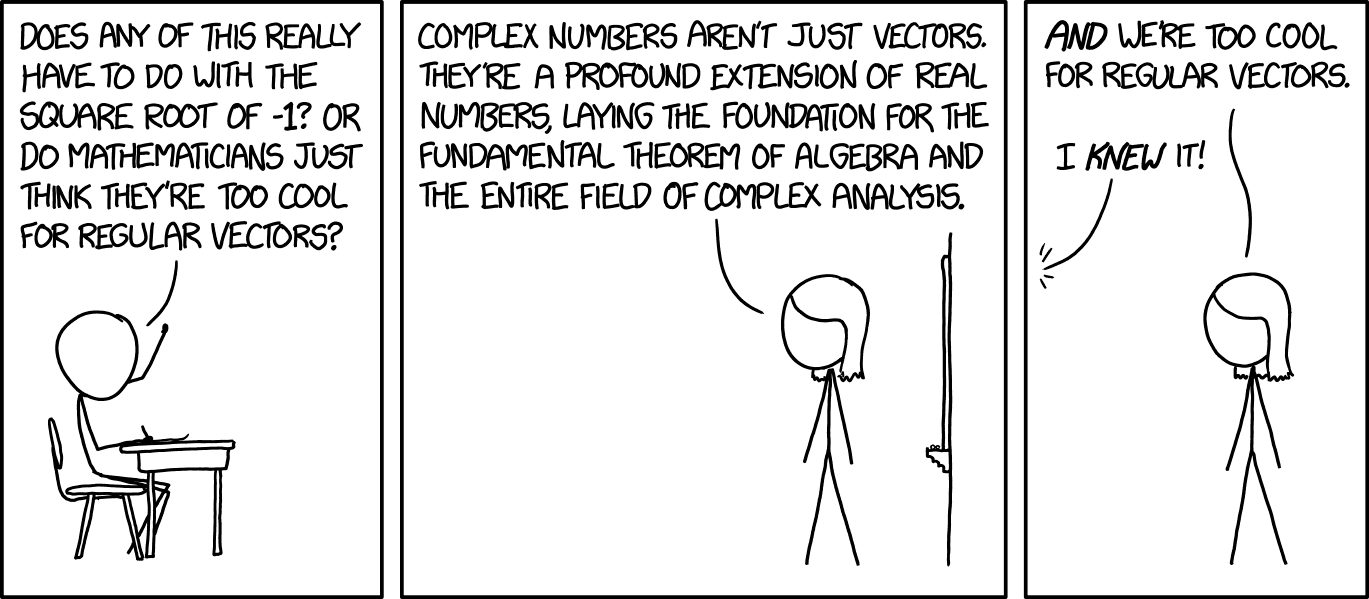 DOES ANY OF THIS REALLY
HAVE TO DO WITH THE
SQUARE ROOT OF -1? OR
DO MATHEMATICIANS JUST
THINK THEY'RE TOO COOL
FOR REGULAR VECTORS?
COMPLEX NUMBERS AREN'T JUST VECTORS.
THEY'RE A PROFOUND EXTENSION OF REAL
NUMBERS, LAYING THE FOUNDATION FOR THE
FUNDAMENTAL THEOREM OF ALGEBRA AND
THE ENTIRE FIELD OF COMPLEX ANALYSIS.
AND WE'RE TOO COOL
FOR REGULAR VECTORS.
I KNEW IT!